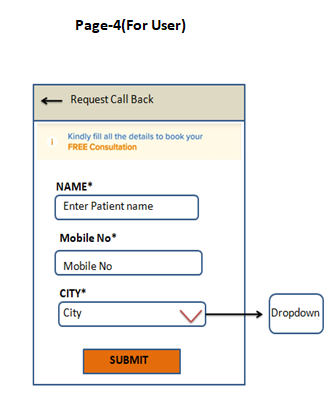 Page-4(For User)
Request Call Back
i
Kindly fill all the details to book your
FREE Consultation
NAME*
Enter Patient name
Mobile No*
Mobile No
CITY*
City
Dropdown
SUBMIT